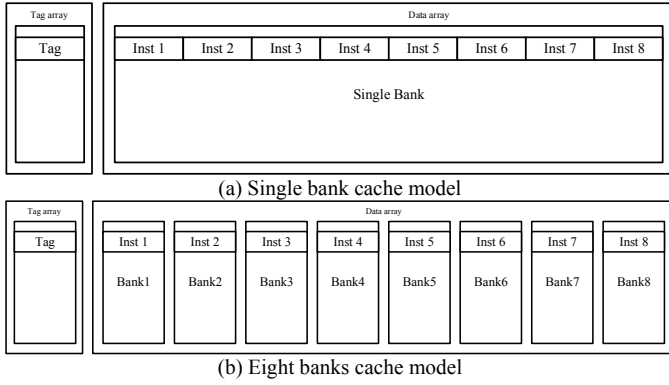 Tag array Data array
Tag Inst 1 Inst 2 Inst 3 Inst 4 Inst 5 Inst 6 Inst 7 Inst 8
Single Bank
(a) Single bank cache model
Tag array Data array
Tag Inst 1 Inst 2 Inst 3 Inst 4 Inst 5 Inst 6 Inst 7 Inst 8
Bank1 Bank2 Bank3 Bank4 Bank5 Bank6 Bank7 Bank8
(b) Eight banks cache model